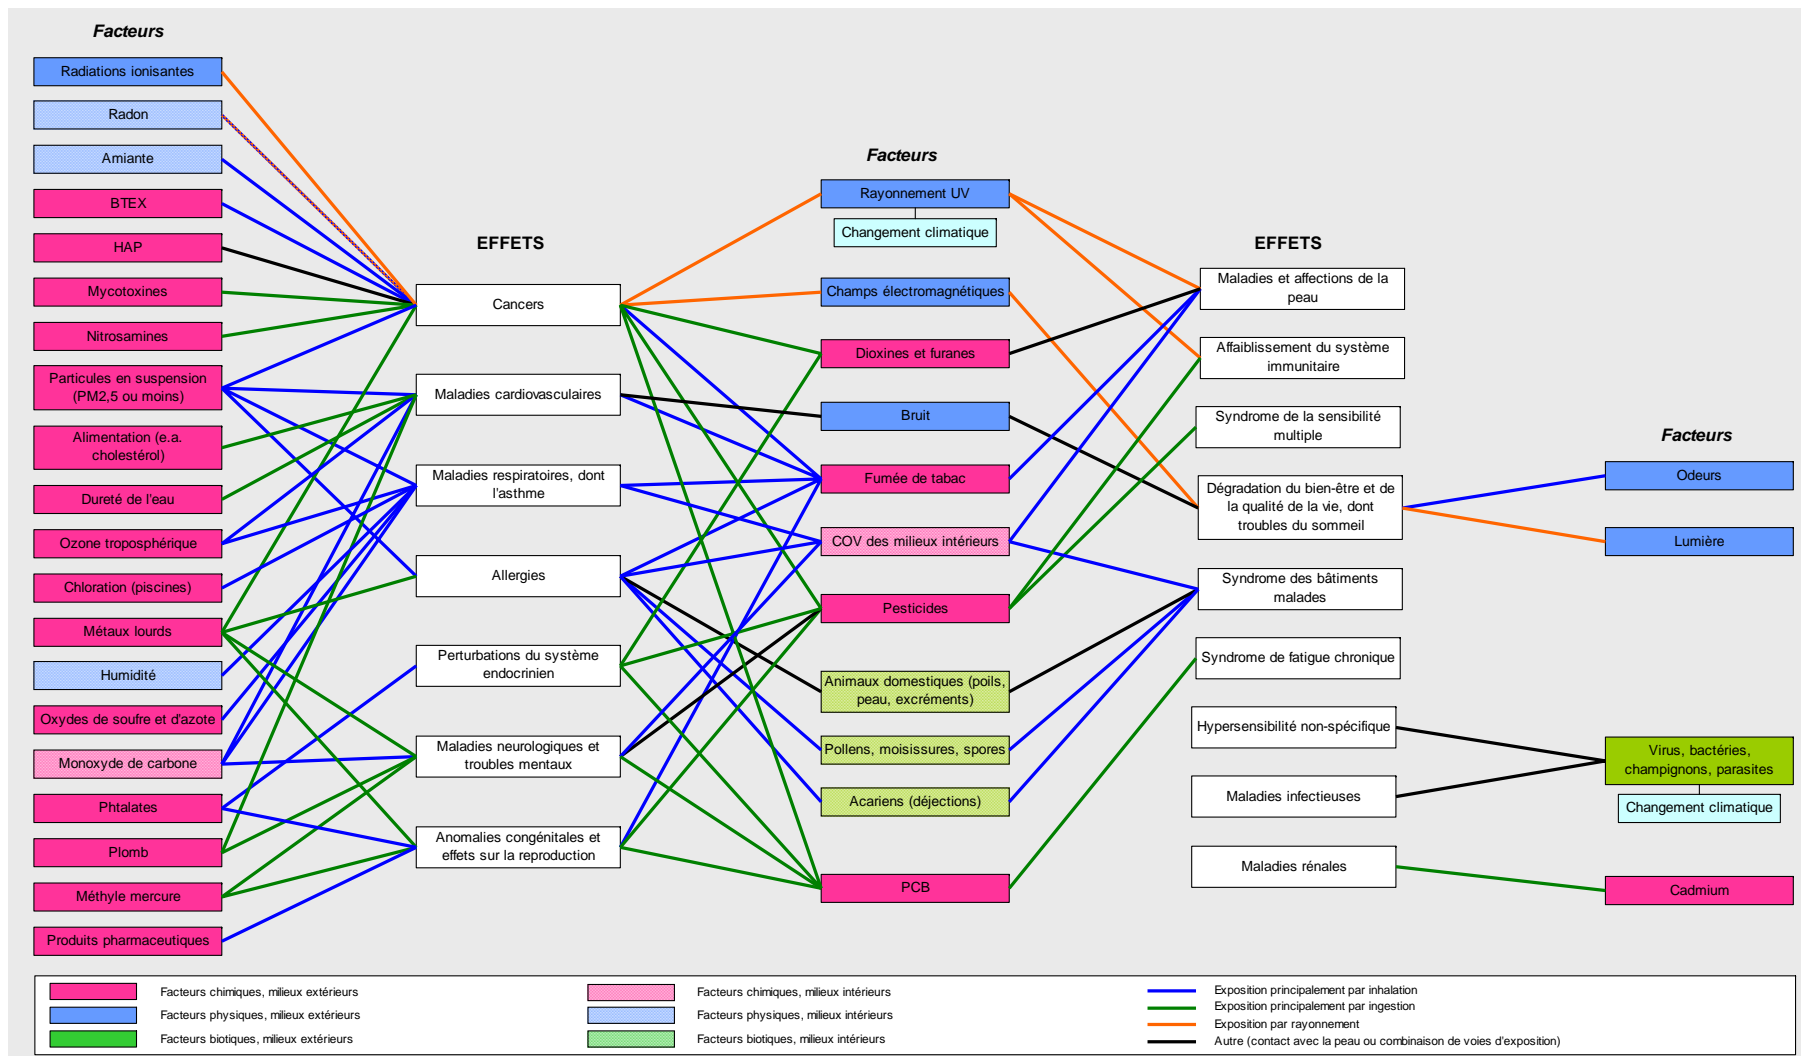 Facteurs
Radiations ionisantes
Radon
Amiante
BTEX
HAP
Mycotoxines
Nitrosamines
Particules en suspension
(PM2,5 ou moins)
Alimentation (e.a.
cholestérol)
Dureté de l'eau
Ozone troposphérique
Chloration (piscines)
Métaux lourds
Humidité
Oxydes de soufre et d'azote
Monoxyde de carbone
Phtalates
Plomb
Méthyle mercure
Produits pharmaceutiques
EFFETS
Cancers
Maladies cardiovasculaires
Maladies respiratoires, dont
l'asthme
Allergies
Perturbations du système
endocrinien
Maladies neurologiques et
troubles mentaux
Anomalies congénitales et
effets sur la reproduction
Facteurs
Rayonnement UV
Changement climatique
Champs électromagnétiques
Dioxines et furanes
Bruit
Fumée de tabac
COV des milieux intérieurs
Pesticides
Animaux domestiques (poils,
peau, excréments)
Pollens, moisissures, spores
Acariens (déjections)
PCB
EFFETS
Maladies et affections de la
peau
Affaiblissement du système
immunitaire
Syndrome de la sensibilité
multiple
Dégradation du bien-être et de
la qualité de la vie, dont
troubles du sommeil
Syndrome des bâtiments
malades
Syndrome de fatigue chronique
Hypersensibilité non-spécifique
Maladies infectieuses
Maladies rénales
Facteurs
Odeurs
Lumière
Virus, bactéries,
champignons, parasites
Changement climatique
Cadmium
Facteurs chimiques, milieux extérieurs
Facteurs physiques, milieux extérieurs
Facteurs biotiques, milieux extérieurs
Facteurs chimiques, milieux intérieurs
Facteurs physiques, milieux intérieurs
Facteurs biotiques, milieux intérieurs
Exposition principalement par inhalation
Exposition principalement par ingestion
Exposition par rayonnement
Autre (contact avec la peau ou combinaison de voies d'exposition)